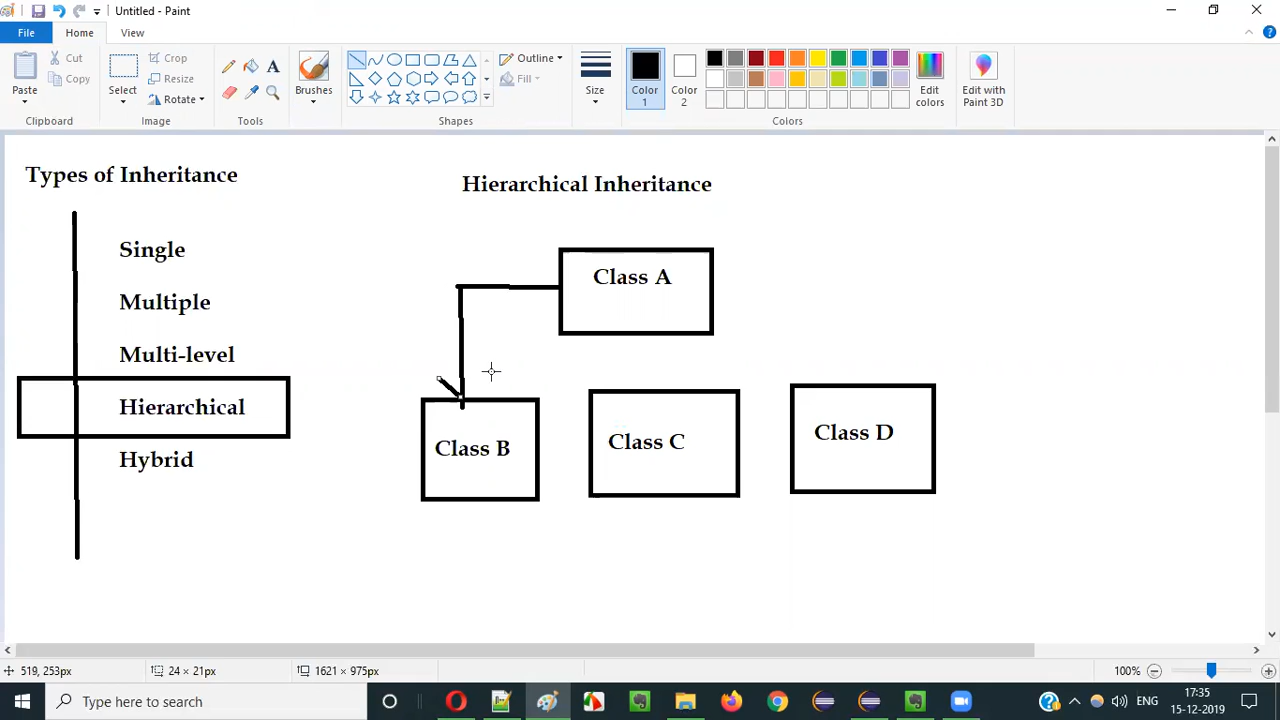 Untitled - Paint
File
Home
View
Paste
Cut
Copy
Clipboard
Select
Crop
Resize
Rotate
Image
Tools
Brushes
Outline
Fill
Shapes
Size
Color 1
Color 2
Edit colors
Colors
Edit with Paint 3D
Types of Inheritance
Single
Multiple
Multi-level
Hierarchical
Hybrid
Hierarchical Inheritance
Class A
Class B
Class C
Class D
519, 253px
24 × 21px
1621 × 975px
100%
Type here to search
ENG
17:35
15-12-2019